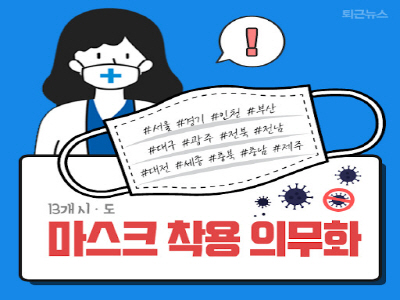 퇴근뉴스
!
#서울 #경기 #인천 #부산
#대구 #광주 #전북 #전남
#대전 #세종 #충북 #충남 #제주
13개 시·도
마스크 착용 의무화